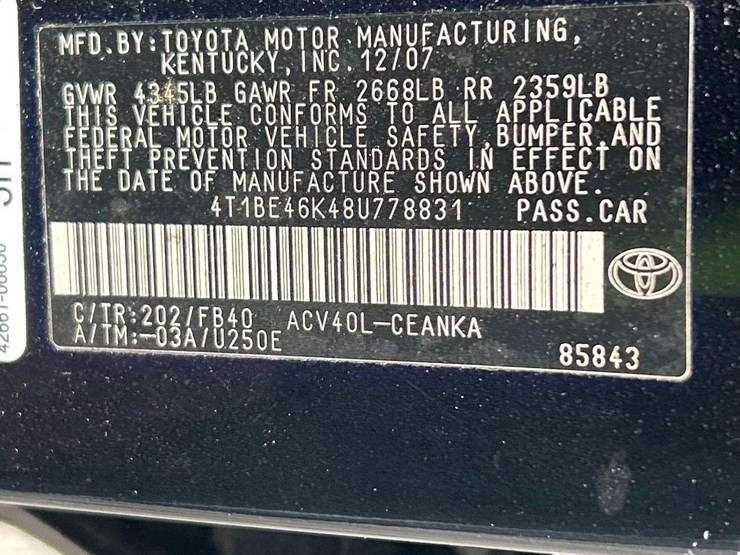 MFD.BY:TOYOTA MOTOR MANUFACTURING,
KENTUCKY, INC. 12/07
GVWR 4345LB GAWR FR 2668LB RR 2359LB
THIS VEHICLE CONFORMS TO ALL APPLICABLE
FEDERAL MOTOR VEHICLE SAFETY, BUMPER AND
THEFT PREVENTION STANDARDS IN EFFECT ON
THE DATE OF MANUFACTURE SHOWN ABOVE.
4T1BE46K48U778831 PASS.CAR
C/TR:202/FB40 ACV40L-CEANKA
A/TM:-03A/U250E
85843